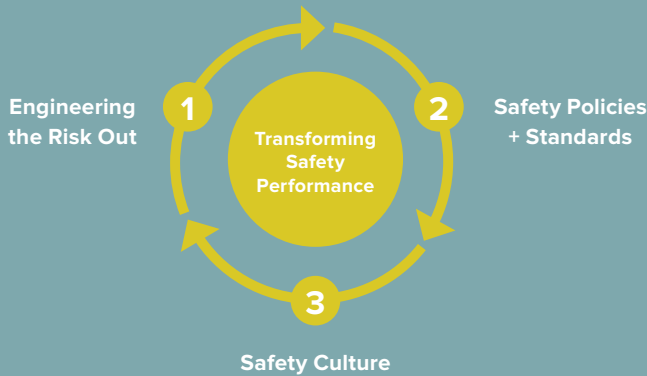 1
Engineering
the Risk Out
2
Safety Policies
+ Standards
Transforming
Safety
Performance
3
Safety Culture